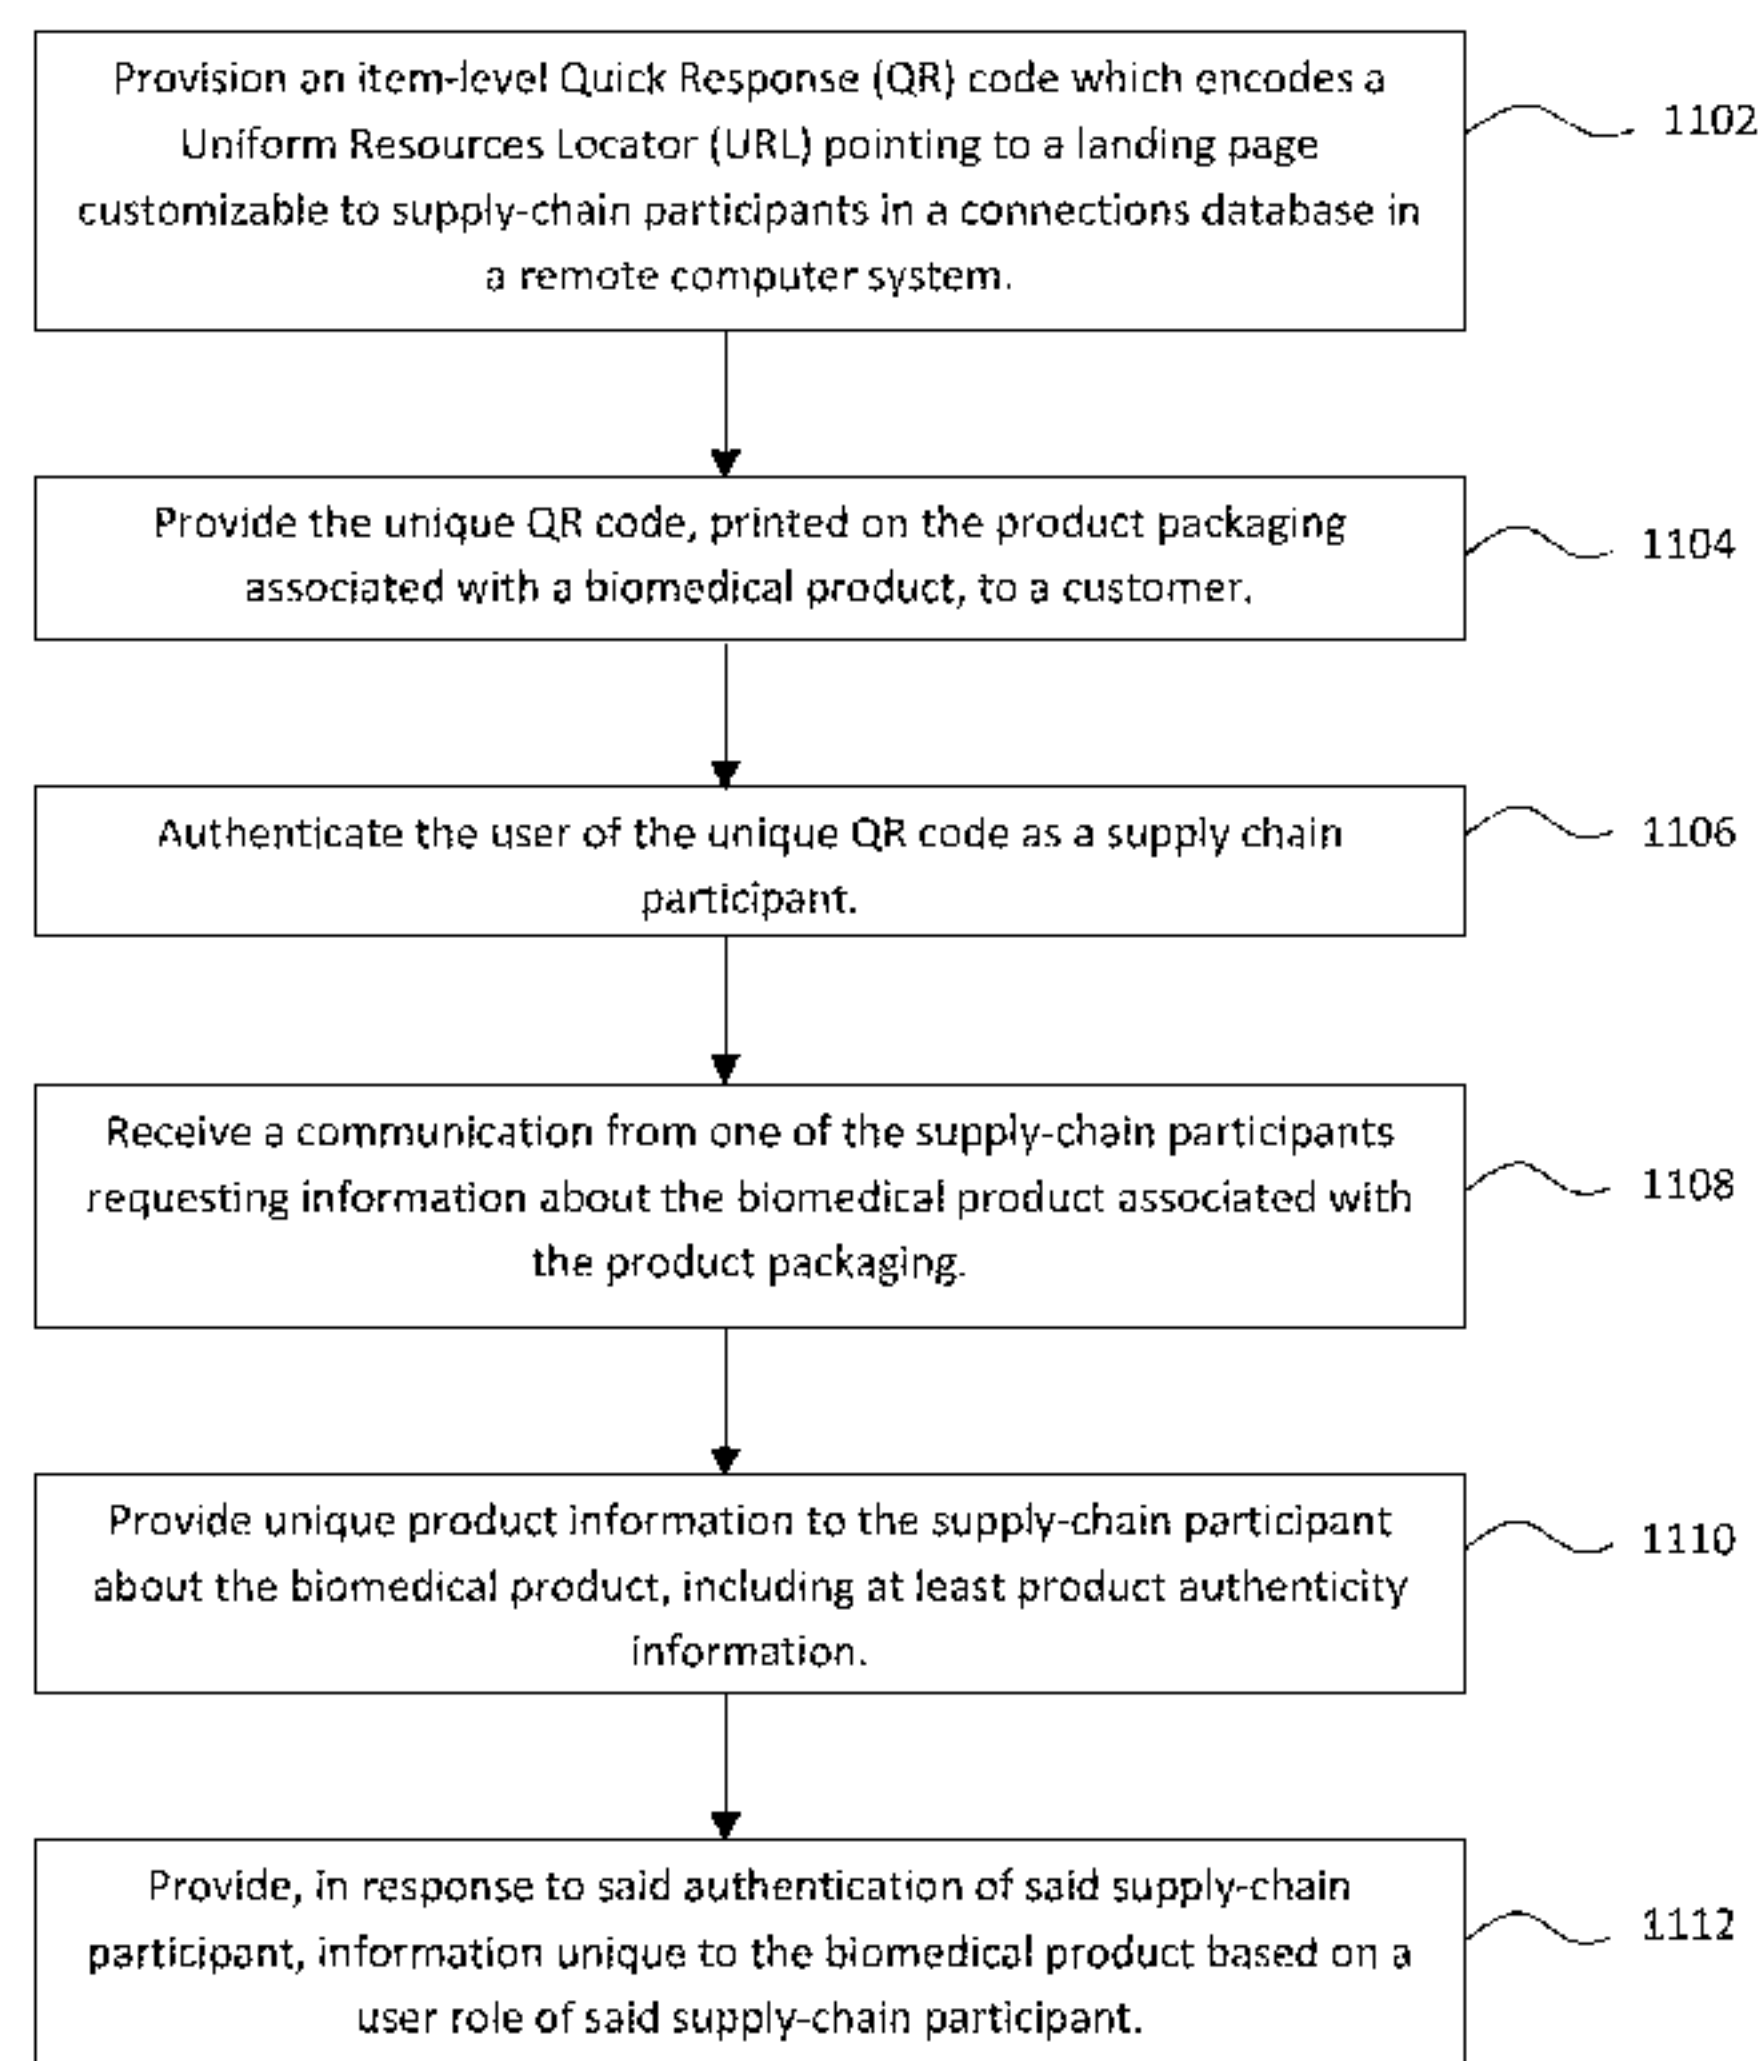 Provision an item-level Quick Response (QR) code which encodes a
Uniform Resources Locator (URL) pointing to a landing page
customizable to supply-chain participants in a connections database in
a remote computer system.
1102
Provide the unique QR code, printed on the product packaging
associated with a biomedical product, to a customer.
1104
Authenticate the user of the unique QR code as a supply chain
participant.
1106
Receive a communication from one of the supply-chain participants
requesting information about the biomedical product associated with
the product packaging.
1108
Provide unique product information to the supply-chain participant
about the biomedical product, including at least product authenticity
information.
1110
Provide, in response to said authentication of said supply-chain
participant, information unique to the biomedical product based on a
user role of said supply-chain participant.
1112